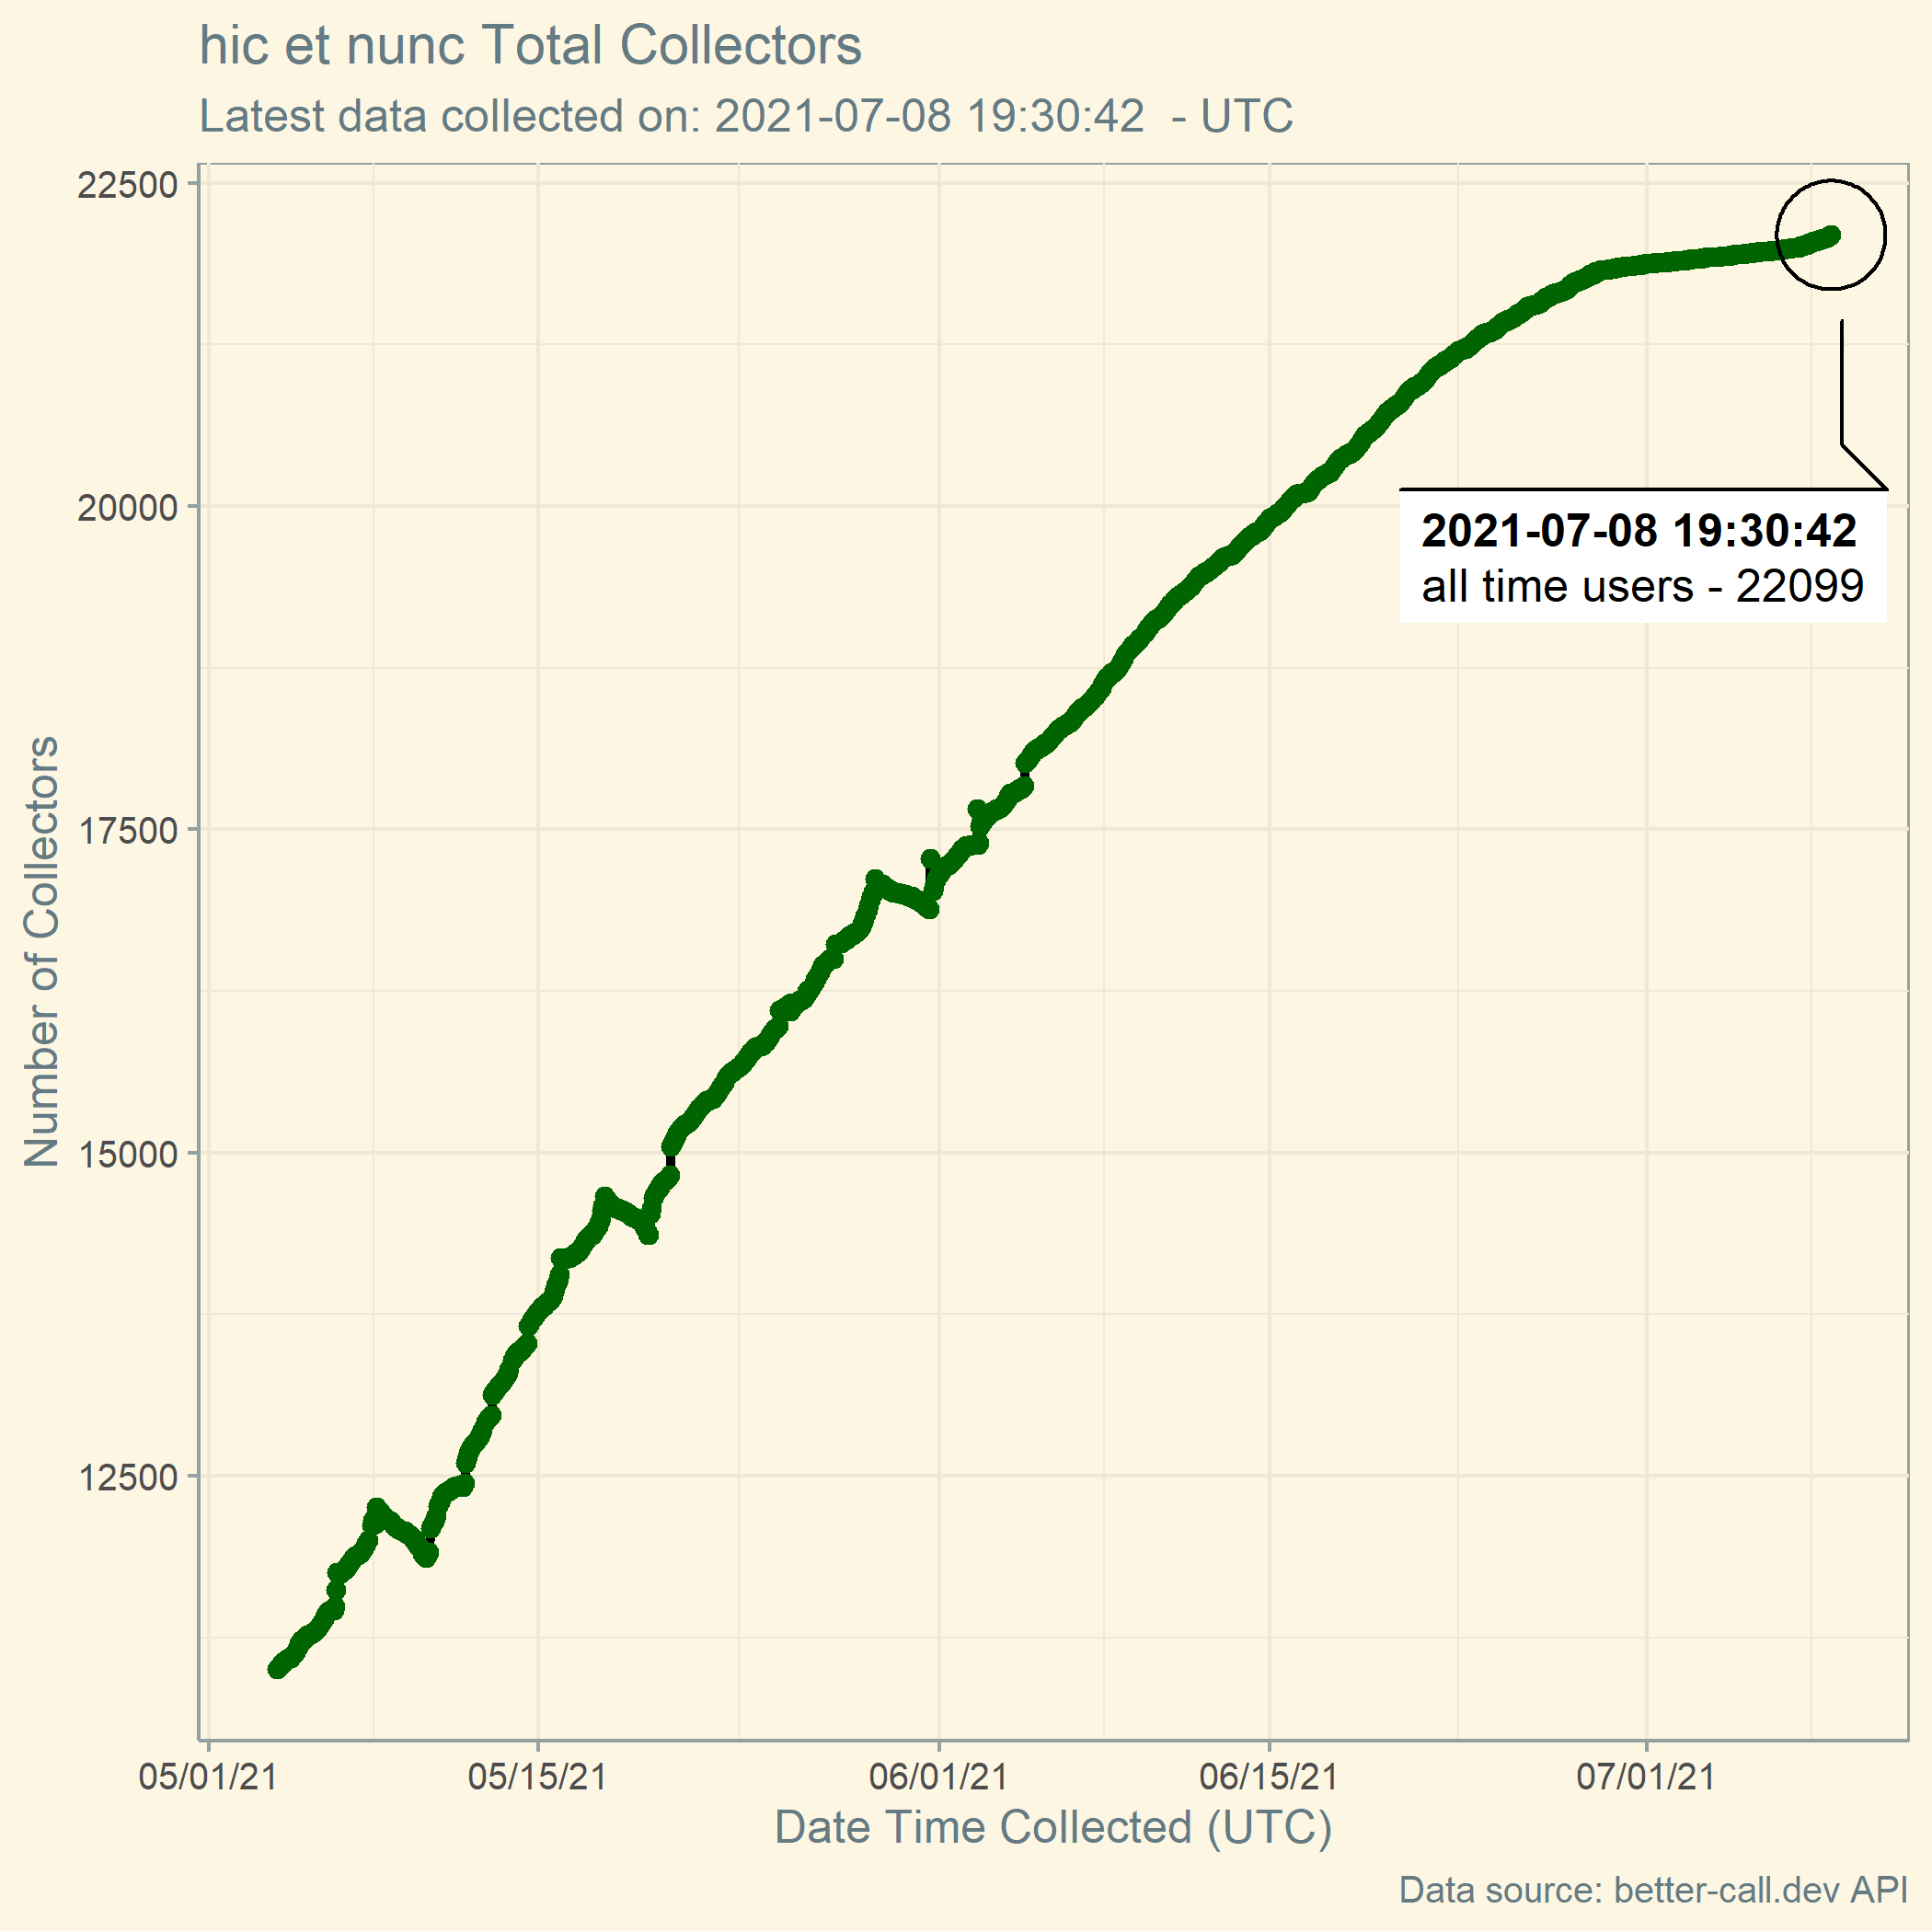 hic et nunc Total Collectors
Latest data collected on: 2021-07-08 19:30:42  - UTC
22500
20000
17500
15000
12500
Number of Collectors
2021-07-08 19:30:42
all time users - 22099
05/01/21 05/15/21 06/01/21 06/15/21 07/01/21
Date Time Collected (UTC)
Data source: better-call.dev API